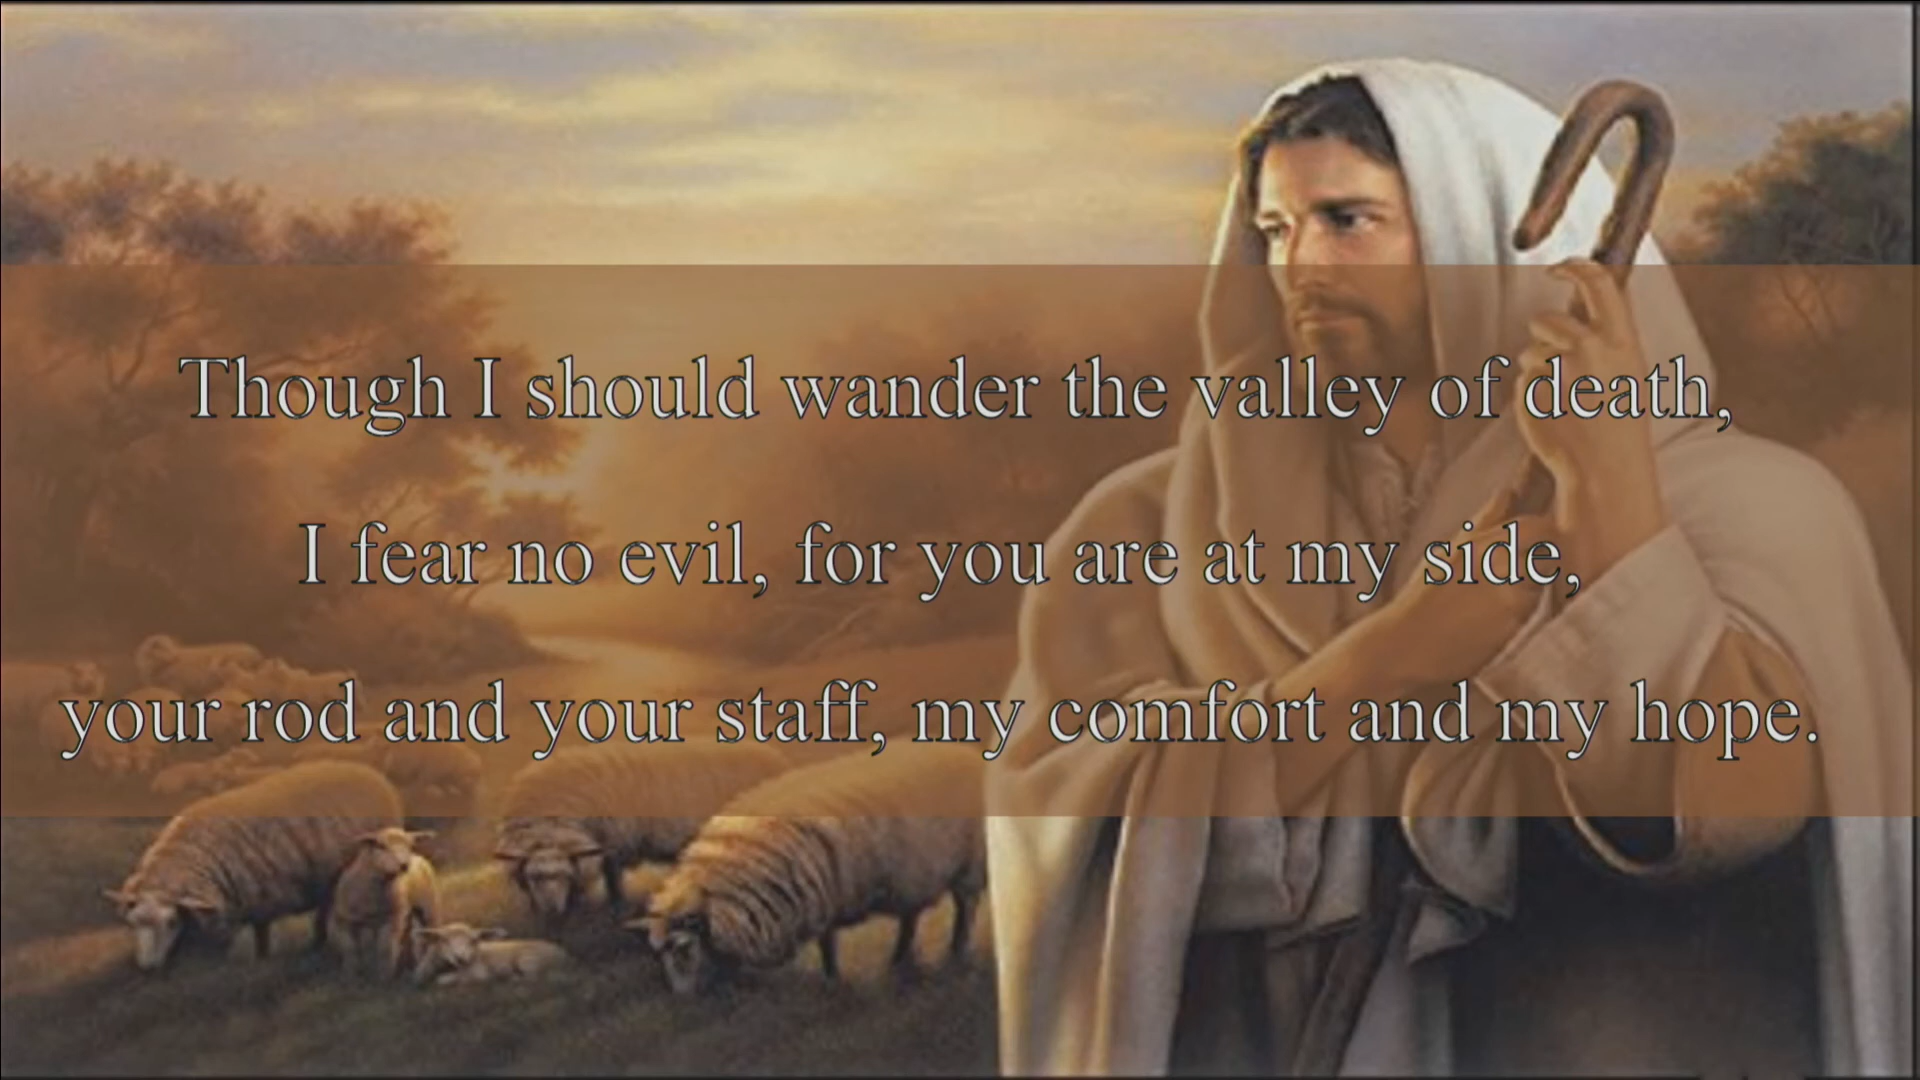 Though I should wander the valley of death,
I fear no evil, for you are at my side,
your rod and your staff, my comfort and my hope.